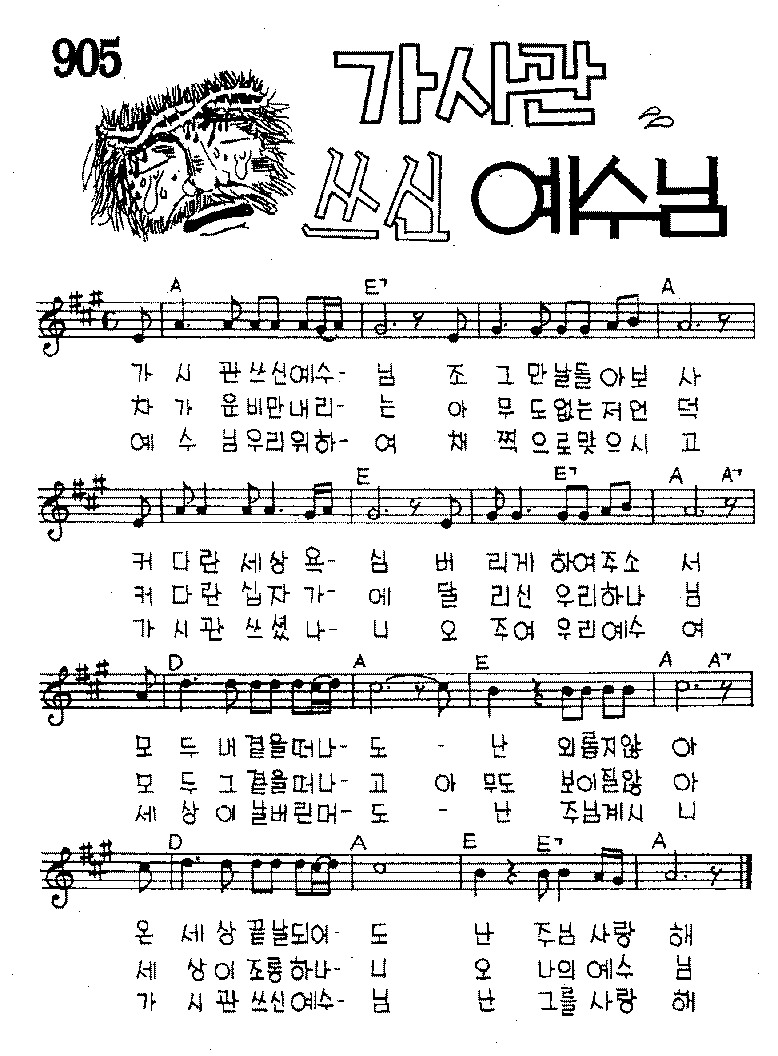 905
가시관
쓰신 예수님
A E7 A
가 시 관 쓰신예수- 님 조 그 만날돌아보 사
차 가 운 비만내리- 는 아 무 도없는저언 덕
예 수 님우리위하- 여 채 찍 으로맞으시 고
E E7 A A7
커 다란 세상 욕- 심 버 리게 하여주소 서
커 다란 십자 가- 에 달 리신 우리하나 님
가 시관 쓰셨 나- 니 오 주여 우리예수 여
D A E A A7
모 두 내 곁을떠나- 도 - 난 외롭지않 아
모 두 그 곁을떠나- 고 아 무도 보이질않 아
세 상 이 날버린대- 도 - 난 주님계시 니
D A E E7 A
온 세 상 끝날되어- 도 난 주님 사랑 해
세 상이 조롱하나- 니 오 나의 예수 님
가 시 관 쓰신예수- 님 난 그를 사랑 해